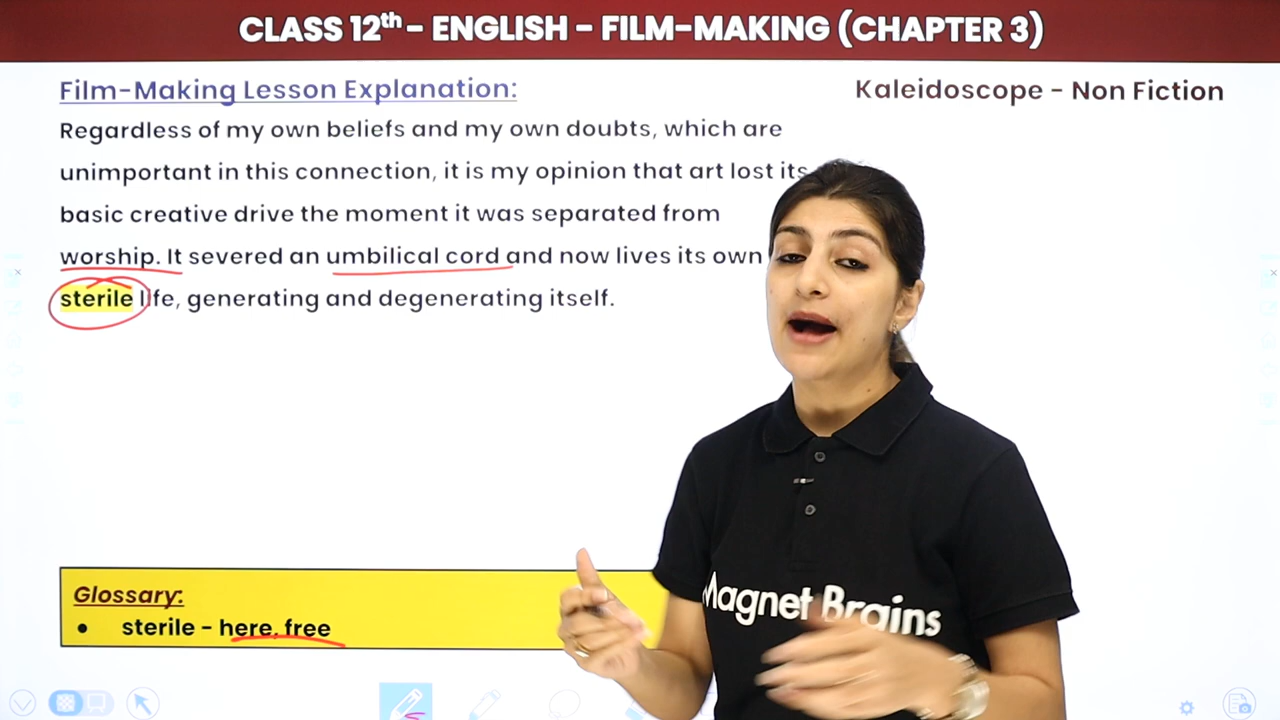 CLASS 12th - ENGLISH - FILM-MAKING (CHAPTER 3)
Film-Making Lesson Explanation:
Kaleidoscope - Non Fiction
Regardless of my own beliefs and my own doubts, which are
unimportant in this connection, it is my opinion that art lost its
basic creative drive the moment it was separated from
worship. It severed an umbilical cord and now lives its own
sterile life, generating and degenerating itself.
Glossary:
• sterile - here, free
Magnet Brains